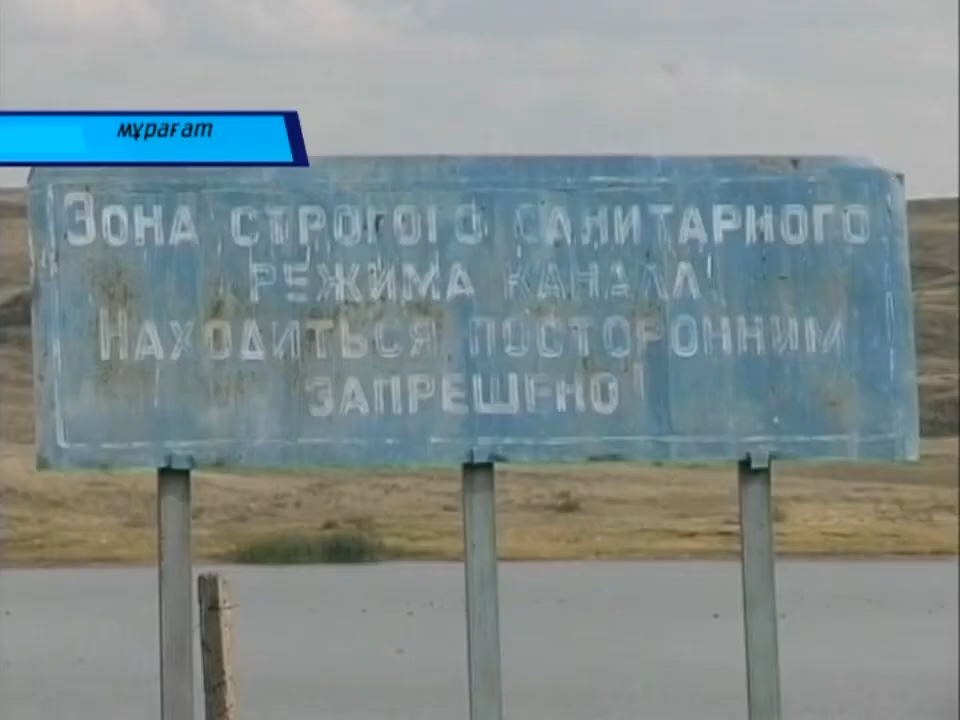 мұрағат
Зона строгого санитарного
режима канала!
Находиться посторонним
запрещено!